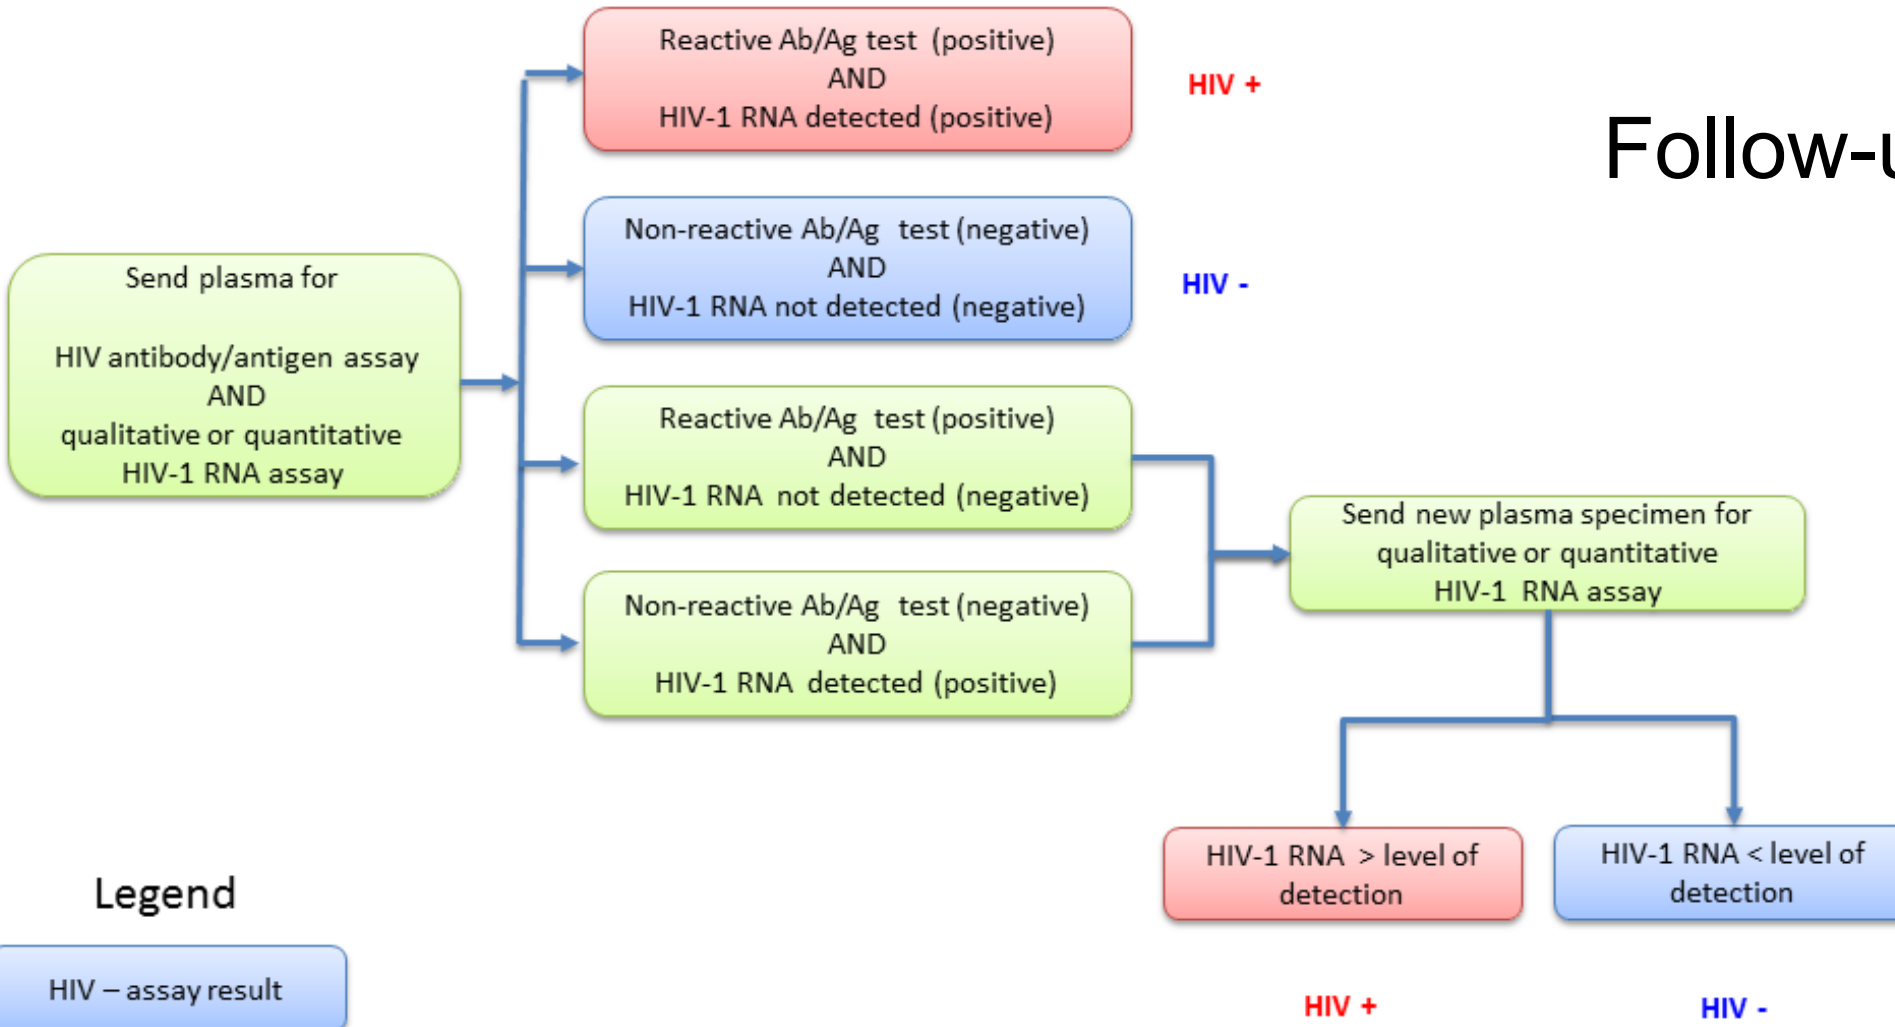 Reactive Ab/Ag test (positive)
AND
HIV-1 RNA detected (positive)
HIV +
Follow-u
Non-reactive Ab/Ag test (negative)
AND
HIV-1 RNA not detected (negative)
HIV -
Send plasma for
HIV antibody/antigen assay
AND
qualitative or quantitative
HIV-1 RNA assay
Reactive Ab/Ag test (positive)
AND
HIV-1 RNA not detected (negative)
Non-reactive Ab/Ag test (negative)
AND
HIV-1 RNA detected (positive)
Send new plasma specimen for
qualitative or quantitative
HIV-1 RNA assay
HIV-1 RNA > level of
detection
HIV-1 RNA < level of
detection
HIV +
HIV -
Legend
HIV – assay result